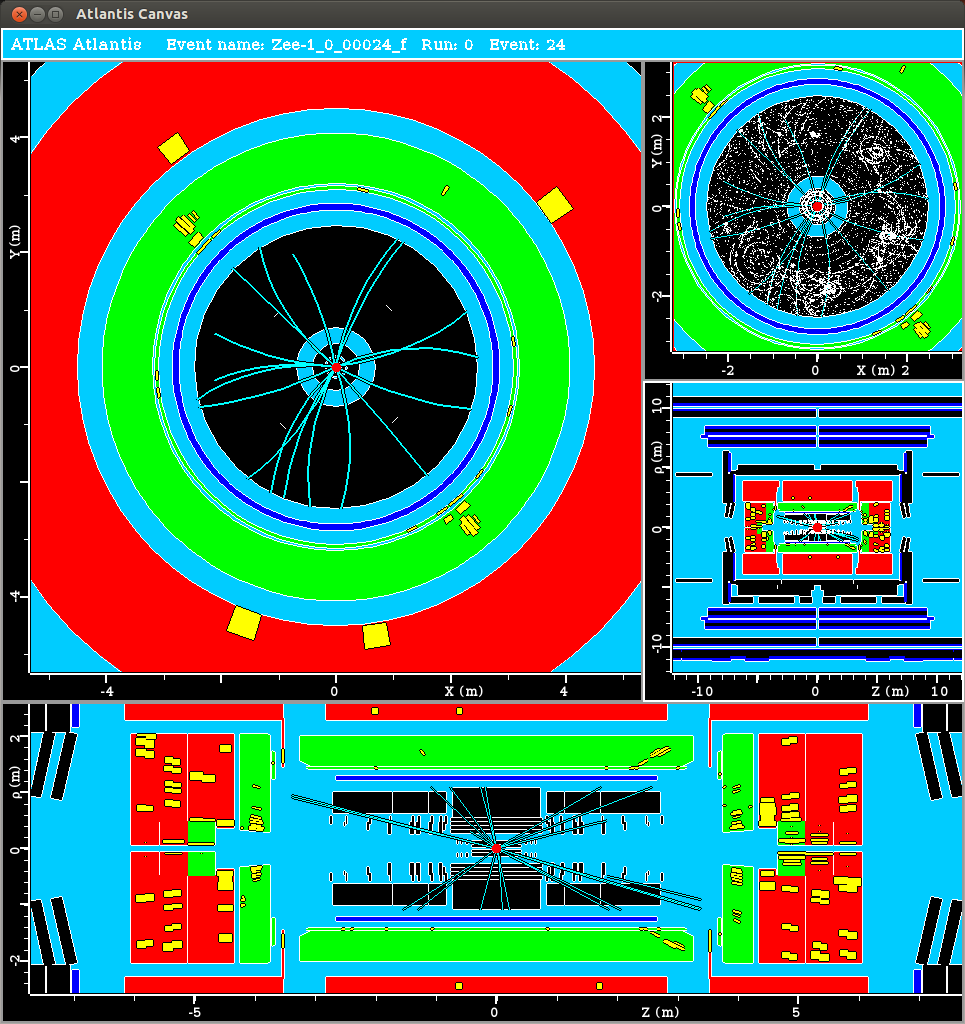 Atlantis Canvas
ATLAS Atlantis Event name: Zee-1_0_00024_f Run: 0 Event: 24
4
Y (m)
0
-4
-4 0 X (m) 4
2
Y (m)
0
-2
-2 0 X (m) 2
10
ρ (m)
0
-10
-10 0 Z (m) 10
2
ρ (m)
0
-2
-5 0 Z (m) 5